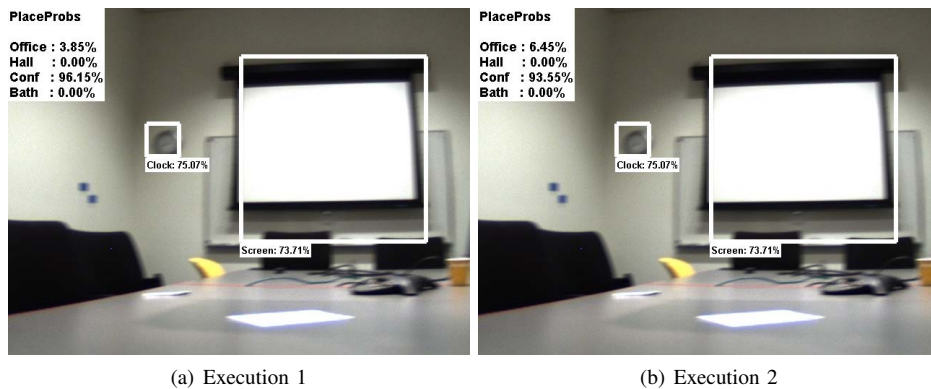 PlaceProbs
Office : 3.85%
Hall : 0.00%
Conf : 96.15%
Bath : 0.00%
Clock: 75.07%
Screen: 73.71%
(a) Execution 1
PlaceProbs
Office : 6.45%
Hall : 0.00%
Conf : 93.55%
Bath : 0.00%
Clock: 75.07%
Screen: 73.71%
(b) Execution 2